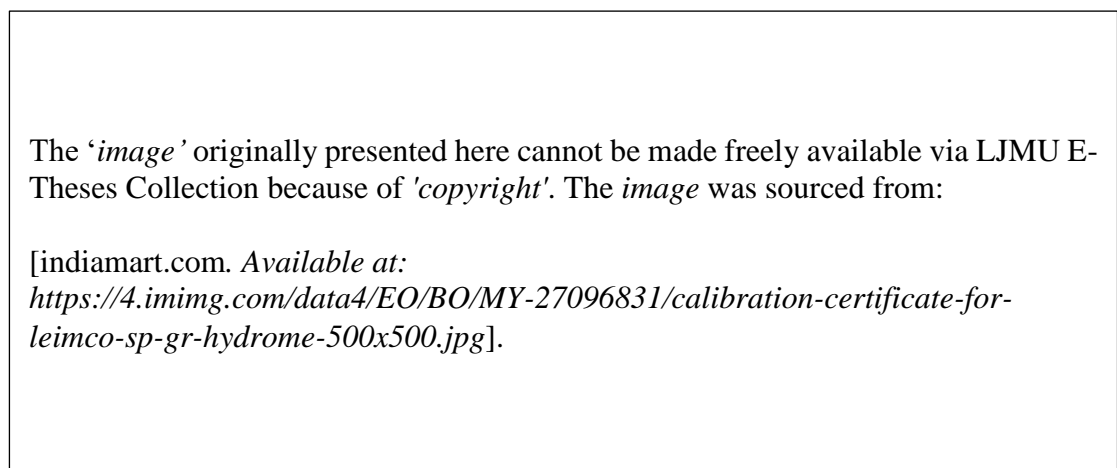 The ‘image’ originally presented here cannot be made freely available via LJMU E-
Theses Collection because of 'copyright'. The image was sourced from:
[indiamart.com. Available at:
https://4.imimg.com/data4/EO/BO/MY-27096831/calibration-certificate-for-
leimco-sp-gr-hydrome-500x500.jpg].